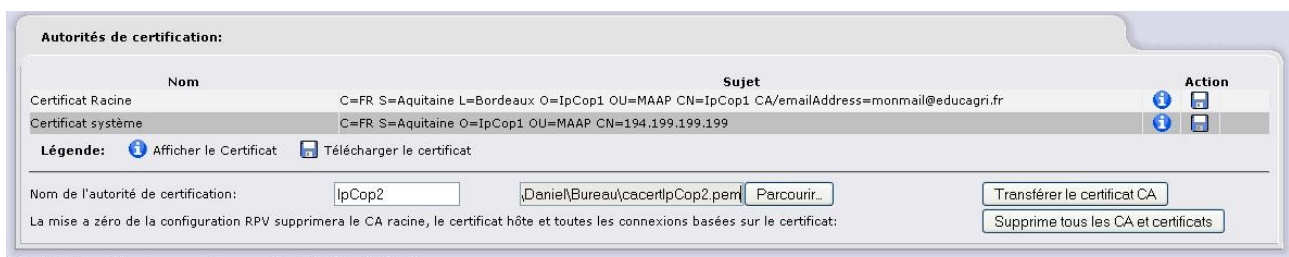 Autorités de certification:
Nom Sujet Action
Certificat Racine C=FR S=Aquitaine L=Bordeaux O=IpCop1 OU=MAAP CN=IpCop1 CA/emailAddress=monmail@educagri.fr
Certificat système C=FR S=Aquitaine O=IpCop1 OU=MAAP CN=194.199.199.199
Légende: Afficher le Certificat Télécharger le certificat
Nom de l'autorité de certification: IpCop2 \Daniel\Bureau\cacertIpCop2.pem Parcourir... Transférer le certificat CA
La mise a zéro de la configuration RPV supprimera le CA racine, le certificat hôte et toutes les connexions basées sur le certificat: Supprime tous les CA et certificats